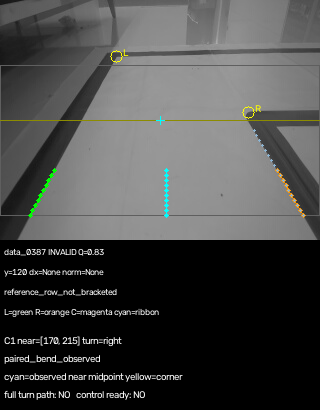 L
R
data_0387 INVALID Q=0.83
y=120 dx=None norm=None
reference_row_not_bracketed
L=green R=orange C=magenta cyan=ribbon
C1 near=[170, 215] turn=right
paired_bend_observed
cyan=observed near midpoint yellow=corner
full turn path: NO control ready: NO